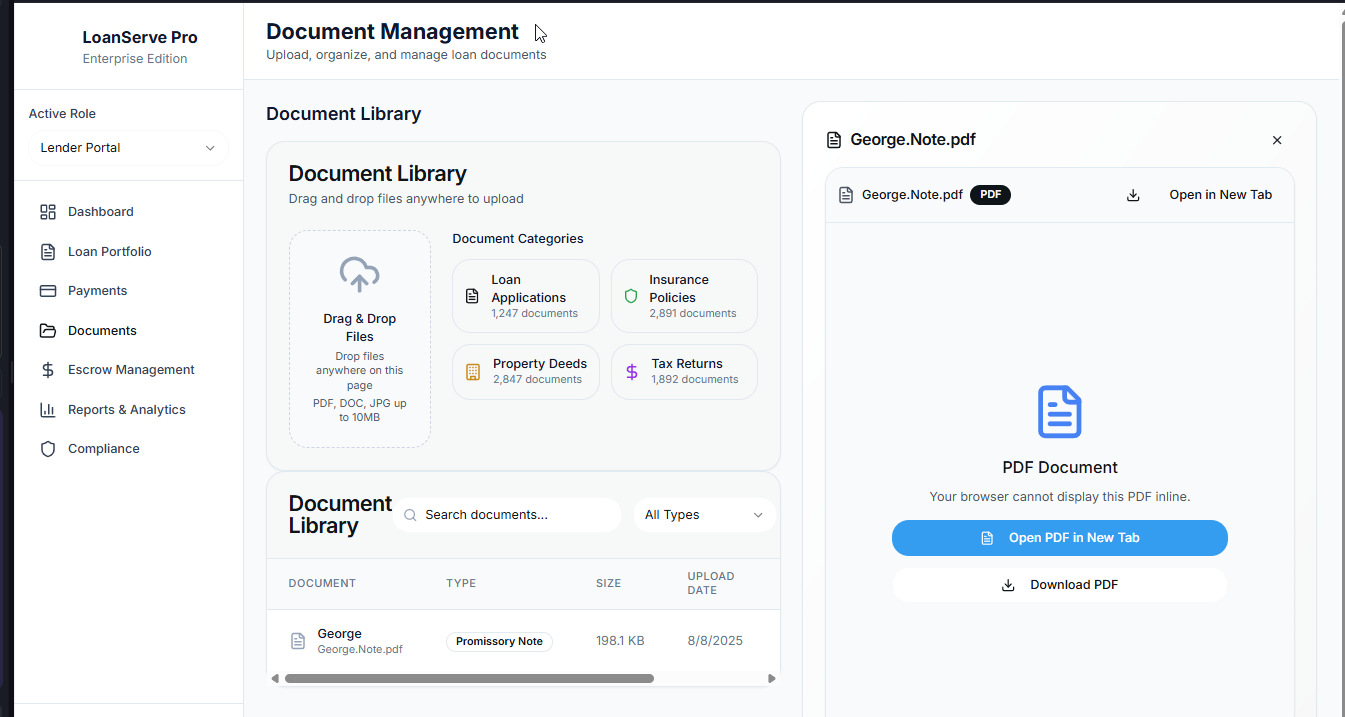 LoanServe Pro
Enterprise Edition
Active Role
Lender Portal
Dashboard
Loan Portfolio
Payments
Documents
Escrow Management
Reports & Analytics
Compliance
Document Management
Upload, organize, and manage loan documents
Document Library
Document Library
Drag and drop files anywhere to upload
Drag & Drop
Files
Drop files
anywhere on this
page
PDF, DOC, JPG up
to 10MB
Document Categories
Loan
Applications
1,247 documents
Insurance
Policies
2,891 documents
Property Deeds
2,847 documents
Tax Returns
1,892 documents
Document
Library
Search documents...
All Types
DOCUMENT
TYPE
SIZE
UPLOAD
DATE
George
George.Note.pdf
Promissory Note
198.1 KB
8/8/2025
George.Note.pdf
George.Note.pdf
PDF
Open in New Tab
PDF Document
Your browser cannot display this PDF inline.
Open PDF in New Tab
Download PDF